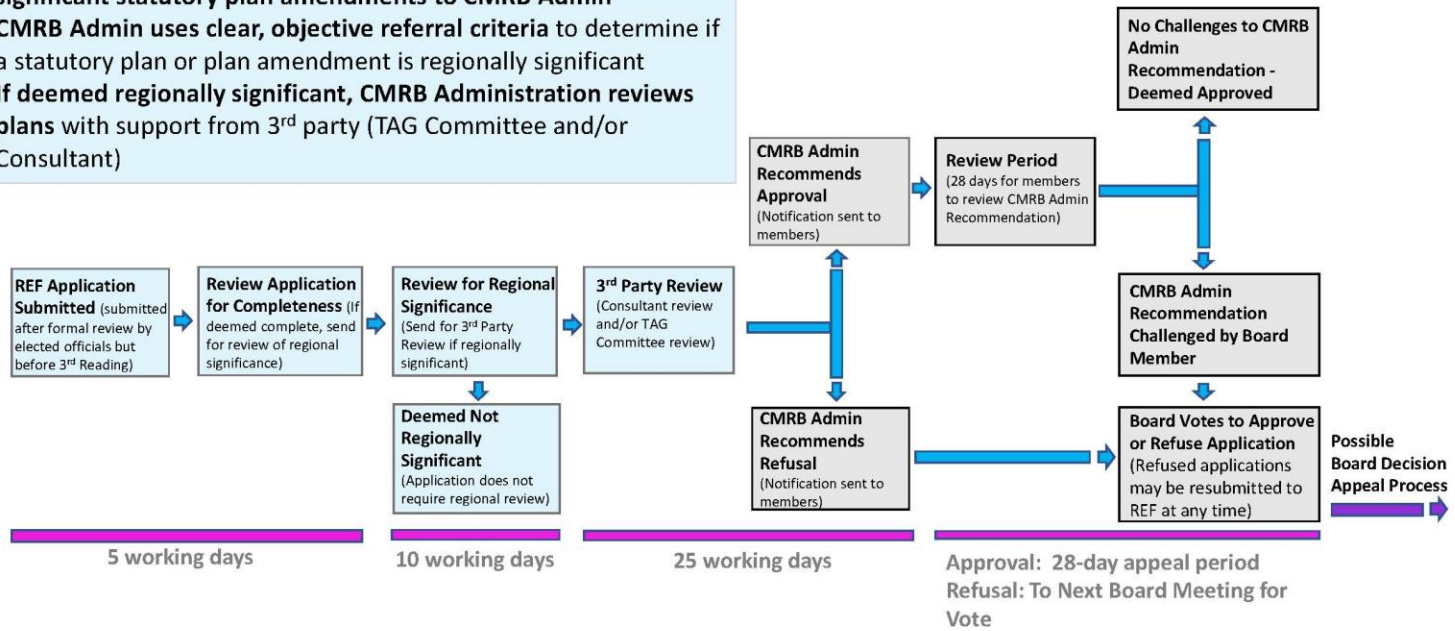 significant statutory plan amendments to CMRB Admin
CMRB Admin uses clear, objective referral criteria to determine if
a statutory plan or plan amendment is regionally significant
If deemed regionally significant, CMRB Administration reviews
plans with support from 3rd party (TAG Committee and/or
Consultant)
No Challenges to CMRB
Admin
Recommendation -
Deemed Approved
CMRB Admin
Recommends
Approval
(Notification sent to
members)
Review Period
(28 days for members
to review CMRB Admin
Recommendation)
REF Application
Submitted (submitted
after formal review by
elected officials but
before 3rd Reading)
Review Application
for Completeness (If
deemed complete, send
for review of regional
significance)
Review for Regional
Significance
(Send for 3rd Party
Review if regionally
significant)
3rd Party Review
(Consultant review
and/or TAG
Committee review)
CMRB Admin
Recommendation
Challenged by Board
Member
Deemed Not
Regionally
Significant
(Application does not
require regional review)
CMRB Admin
Recommends
Refusal
(Notification sent to
members)
Board Votes to Approve
or Refuse Application
(Refused applications
may be resubmitted to
REF at any time)
Possible
Board Decision
Appeal Process
5 working days
10 working days
25 working days
Approval: 28-day appeal period
Refusal: To Next Board Meeting for
Vote